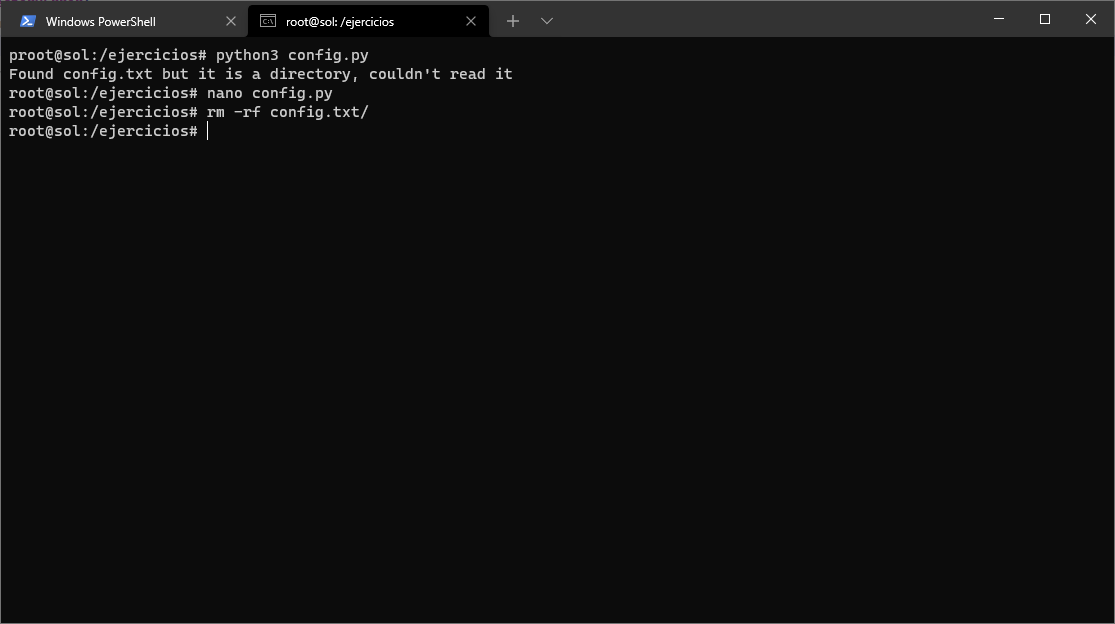 Windows PowerShell
root@sol: /ejercicios
proot@sol:/ejercicios# python3 config.py
Found config.txt but it is a directory, couldn't read it
root@sol:/ejercicios# nano config.py
root@sol:/ejercicios# rm -rf config.txt/
root@sol:/ejercicios#